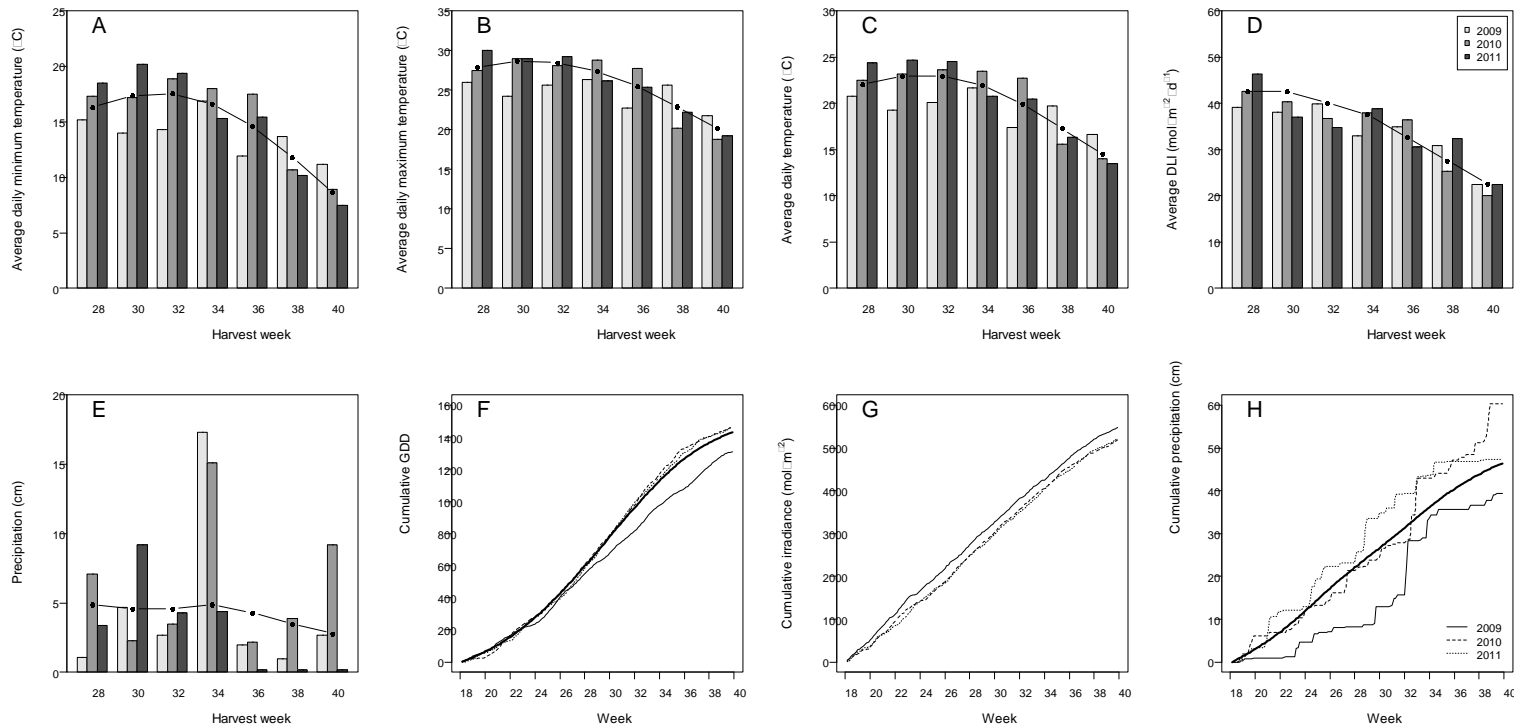 A
Average daily minimum temperature (□C)
25
20
15
10
5
0
28 30 32 34 36 38 40
Harvest week
B
Average daily maximum temperature (□C)
35
30
25
20
15
10
5
0
28 30 32 34 36 38 40
Harvest week
C
Average daily temperature (□C)
30
25
20
15
10
5
0
28 30 32 34 36 38 40
Harvest week
D
2009
2010
2011
Average DLI (mol□m□2□d□1)
60
50
40
30
20
10
0
28 30 32 34 36 38 40
Harvest week
E
Precipitation (cm)
20
15
10
5
0
28 30 32 34 36 38 40
Harvest week
F
Cumulative GDD
1600
1400
1200
1000
800
600
400
200
0
18 20 22 24 26 28 30 32 34 36 38 40
Week
G
Cumulative irradiance (mol□m□2)
6000
5000
4000
3000
2000
1000
0
18 20 22 24 26 28 30 32 34 36 38 40
Week
H
Cumulative precipitation (cm)
60
50
40
30
20
10
0
2009
2010
2011
18 20 22 24 26 28 30 32 34 36 38 40
Week